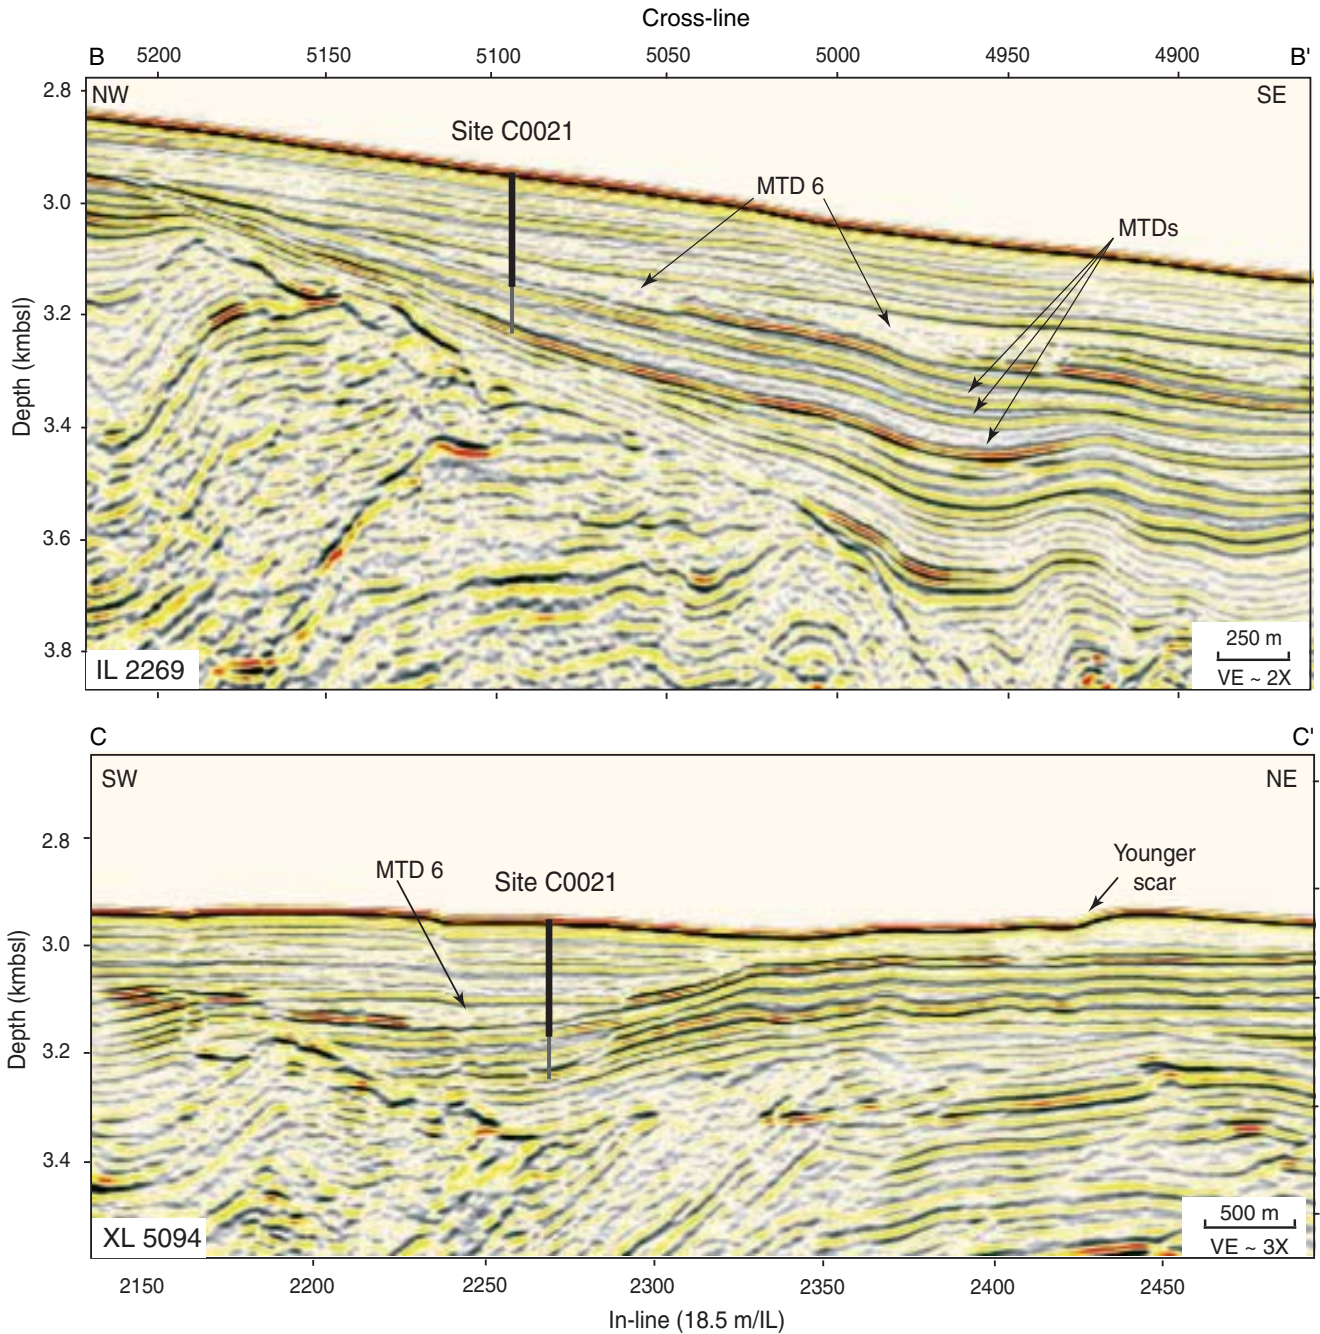 Cross-line
B 5200 5150 5100 5050 5000 4950 4900 B'
2.8
NW
SE
Site C0021
MTD 6
3.0
MTDs
3.2
Depth (kmbsl)
3.4
3.6
3.8
IL 2269
250 m
VE ~ 2X
C
C'
SW
NE
2.8
MTD 6
Site C0021
Younger
scar
3.0
Depth (kmbsl)
3.2
3.4
XL 5094
500 m
VE ~ 3X
2150 2200 2250 2300 2350 2400 2450
In-line (18.5 m/IL)